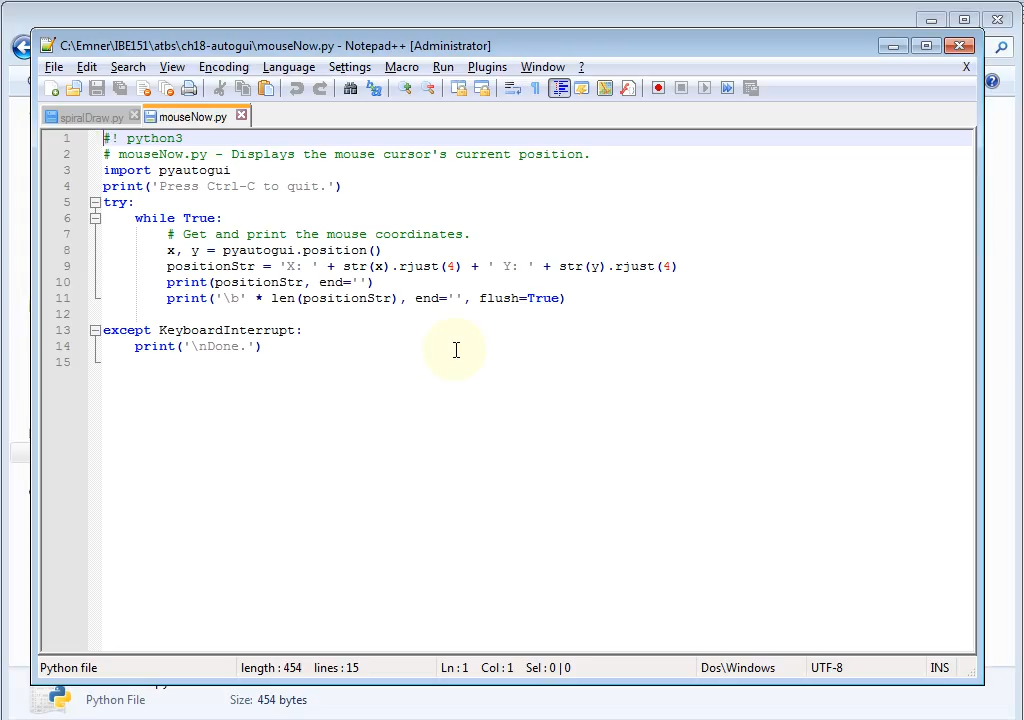 C:\Emner\IBE151\atbs\ch18-autogui\mouseNow.py - Notepad++ [Administrator]
File Edit Search View Encoding Language Settings Macro Run Plugins Window ? X
spiralDraw.py mouseNow.py
1 #! python3
2 # mouseNow.py - Displays the mouse cursor's current position.
3 import pyautogui
4 print('Press Ctrl-C to quit.')
5 try:
6 while True:
7 # Get and print the mouse coordinates.
8 x, y = pyautogui.position()
9 positionStr = 'X: ' + str(x).rjust(4) + ' Y: ' + str(y).rjust(4)
10 print(positionStr, end='')
11 print('\b' * len(positionStr), end='', flush=True)
12
13 except KeyboardInterrupt:
14 print('\nDone.')
15
Python file length : 454 lines : 15 Ln : 1 Col : 1 Sel : 0 | 0 Dos\Windows UTF-8 INS
Python File Size: 454 bytes